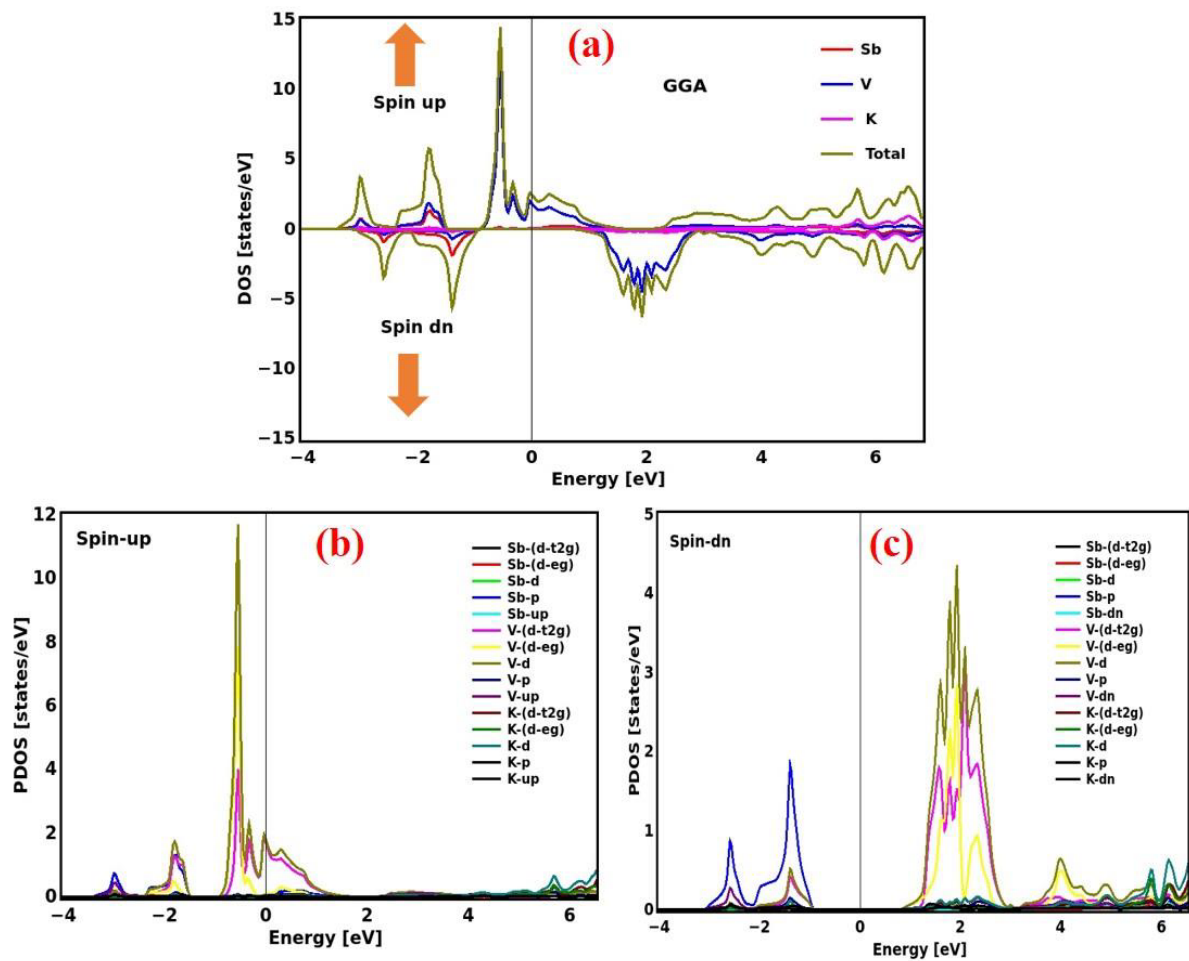 (a)
Spin up
GGA
Sb
V
K
Total
Spin dn
DOS [states/eV]
15
10
5
0
−5
−10
−15
−4
−2
0
2
4
6
Energy [eV]
Spin-up
(b)
Sb-(d-t2g)
Sb-(d-eg)
Sb-d
Sb-p
Sb-up
V-(d-t2g)
V-(d-eg)
V-d
V-p
V-up
K-(d-t2g)
K-(d-eg)
K-d
K-p
K-up
PDOS [states/eV]
12
10
8
6
4
2
0
−4
−2
0
2
4
6
Energy [eV]
Spin-dn
(c)
Sb-(d-t2g)
Sb-(d-eg)
Sb-d
Sb-p
Sb-dn
V-(d-t2g)
V-(d-eg)
V-d
V-p
V-dn
K-(d-t2g)
K-(d-eg)
K-d
K-p
K-dn
PDOS [States/eV]
5
4
3
2
1
0
−4
−2
0
2
4
6
Energy [eV]